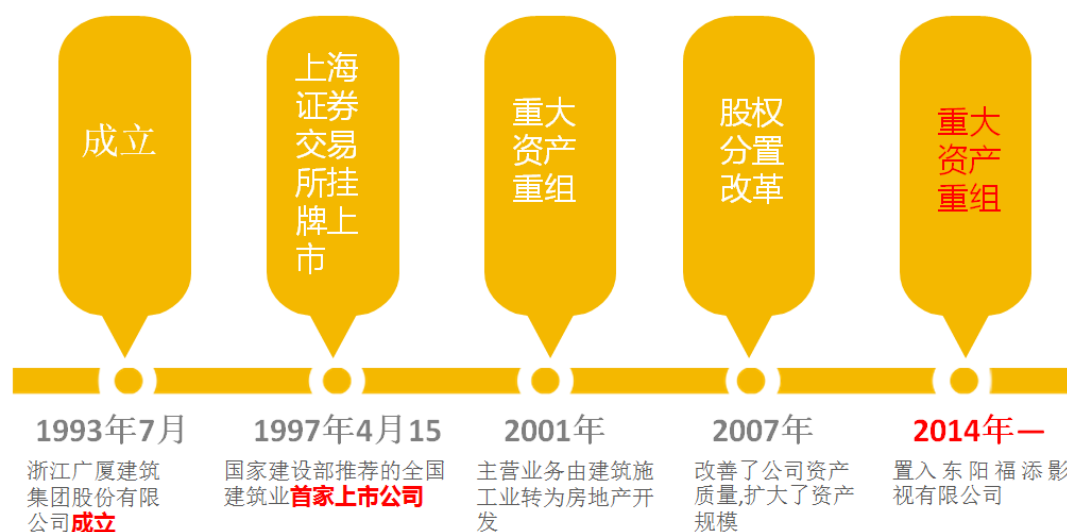 成立
上海
证券
交易
所挂
牌上
市
重大
资产
重组
股权
分置
改革
重大
资产
重组
1993年7月
浙江广厦建筑
集团股份有限
公司成立
1997年4月15
国家建设部推荐的全国
建筑业首家上市公司
2001年
主营业务由建筑施
工业转为房地产开
发
2007年
改善了公司资产
质量,扩大了资产
规模
2014年—
置入东阳福添影
视有限公司